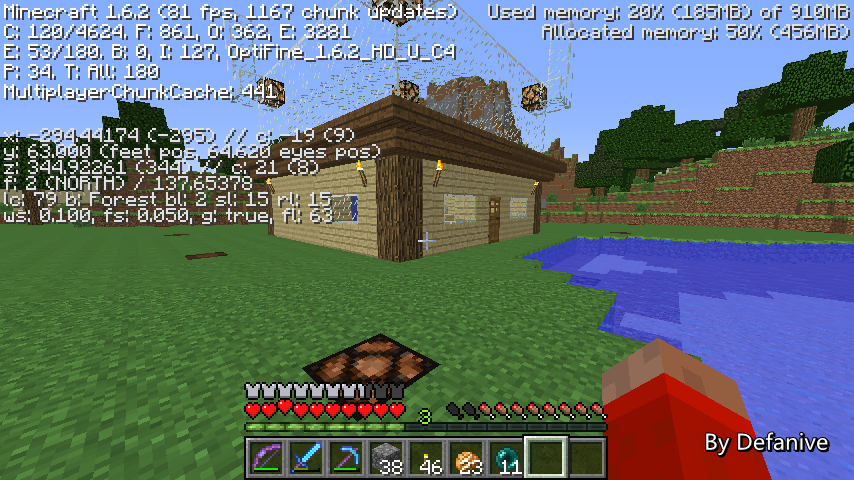 Minecraft 1.6.2 (81 fps, 1167 chunk updates)
C: 120/4624, F: 861, O: 362, E: 3281
E: 53/180, B: 0, I: 127, OptiFine_1.6.2_HD_U_C4
P: 34, T: All: 180
MultiplayerChunkCache: 441
Used memory: 20% (185MB) of 910MB
Allocated memory: 50% (456MB)
x: -294.44174 (-295) // c: -19 (9)
y: 63.000 (feet pos, 64.620 eyes pos)
z: 344.92261 (344) // c: 21 (8)
f: 2 (NORTH) / 137.65378
lc: 79 b: Forest bl: 2 sl: 15 rl: 15
ws: 0.100, fs: 0.050, g: true, fl: 63
3
38
46
23
11
By Defanive